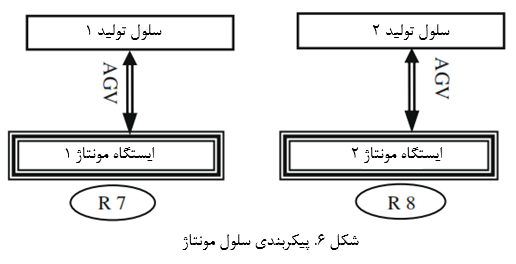 سلول تولید ۱
سلول تولید ۲
AGV
AGV
ایستگاه مونتاژ ۱
ایستگاه مونتاژ ۲
R 7
R 8
شکل ۶. پیکربندی سلول مونتاژ